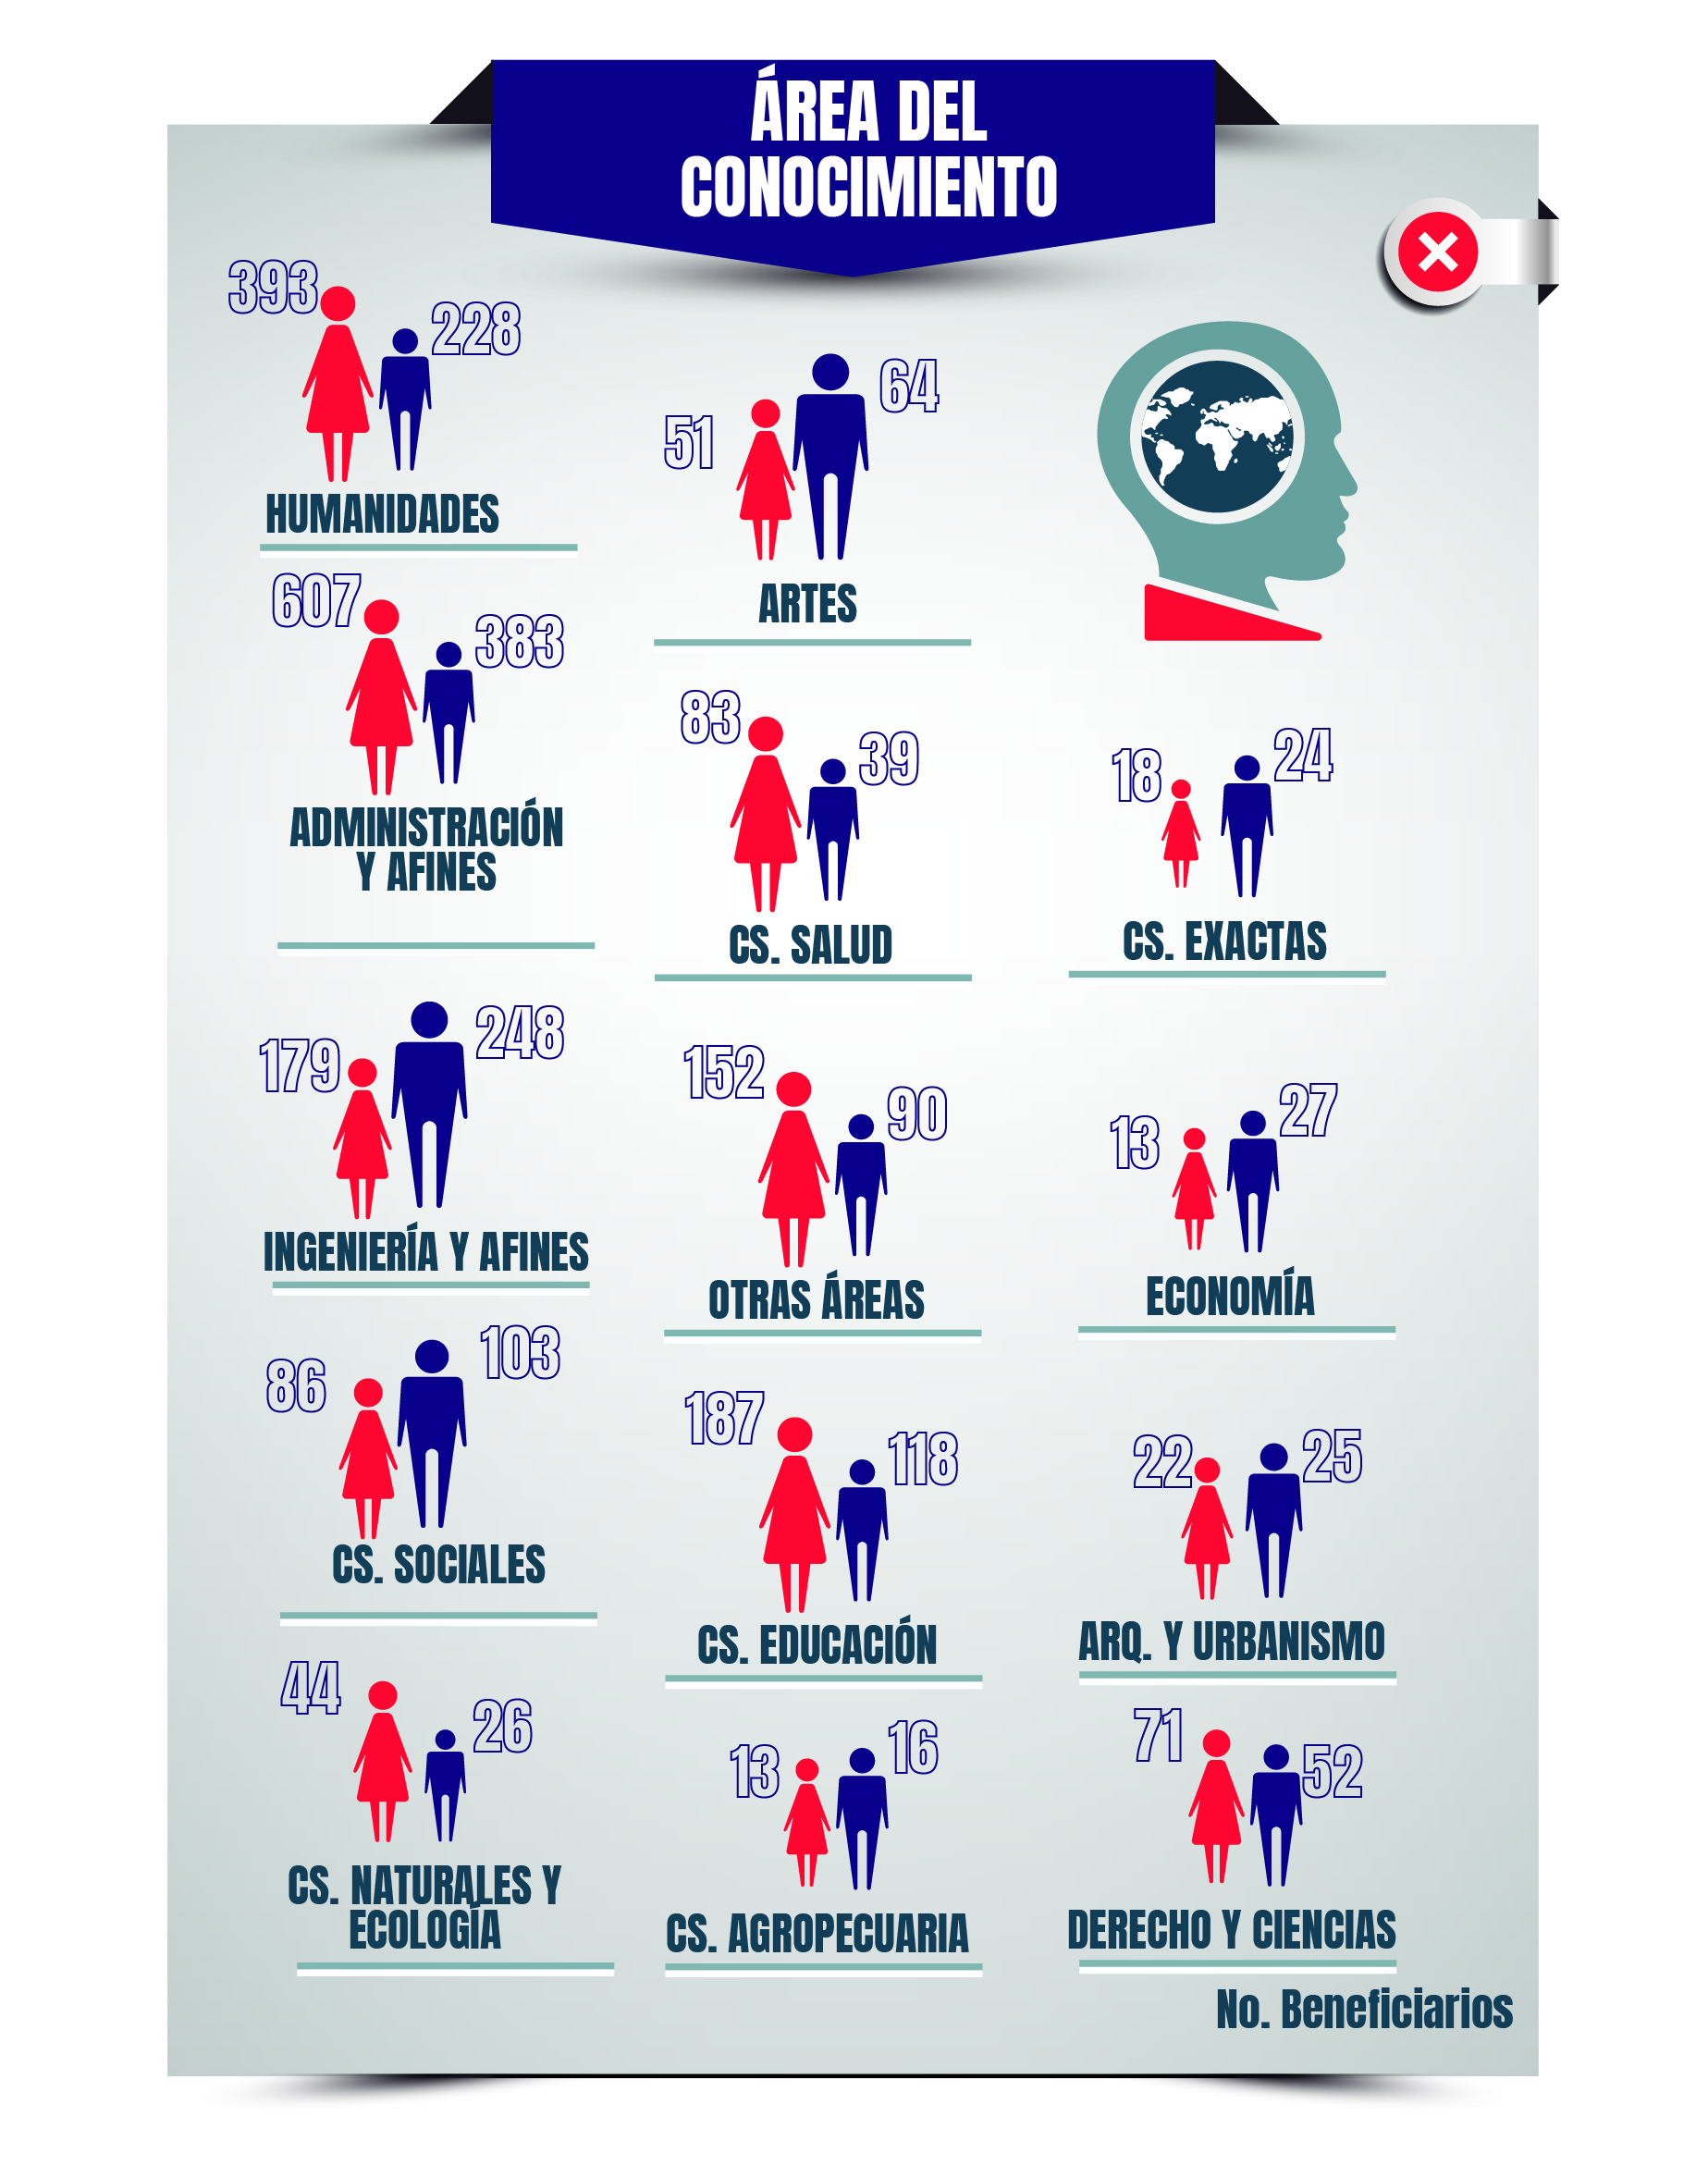 ÁREA DEL
CONOCIMIENTO
393
228
HUMANIDADES
607
383
ADMINISTRACIÓN
Y AFINES
179
248
INGENIERÍA Y AFINES
86
103
CS. SOCIALES
44
26
CS. NATURALES Y
ECOLOGÍA
51
64
ARTES
83
39
CS. SALUD
152
90
OTRAS ÁREAS
187
118
CS. EDUCACIÓN
13
16
CS. AGROPECUARIA
18
24
CS. EXACTAS
13
27
ECONOMÍA
22
25
ARQ. Y URBANISMO
71
52
DERECHO Y CIENCIAS
No. Beneficiarios